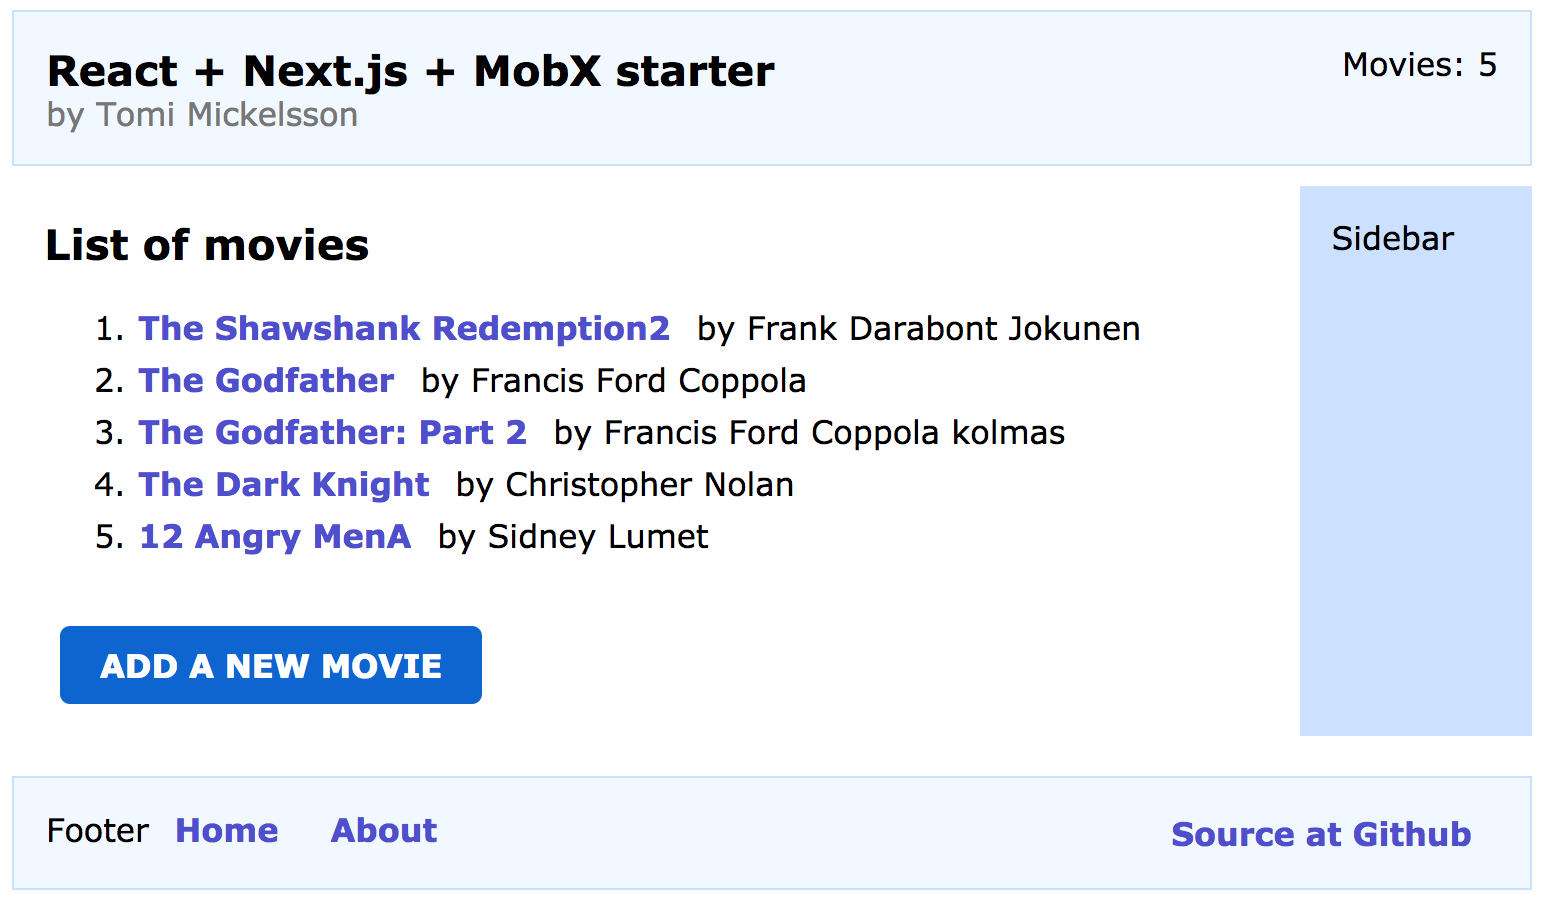 React + Next.js + MobX starter
by Tomi Mickelsson
Movies: 5
List of movies
1. The Shawshank Redemption2 by Frank Darabont Jokunen
2. The Godfather by Francis Ford Coppola
3. The Godfather: Part 2 by Francis Ford Coppola kolmas
4. The Dark Knight by Christopher Nolan
5. 12 Angry MenA by Sidney Lumet
ADD A NEW MOVIE
Sidebar
Footer Home About
Source at Github